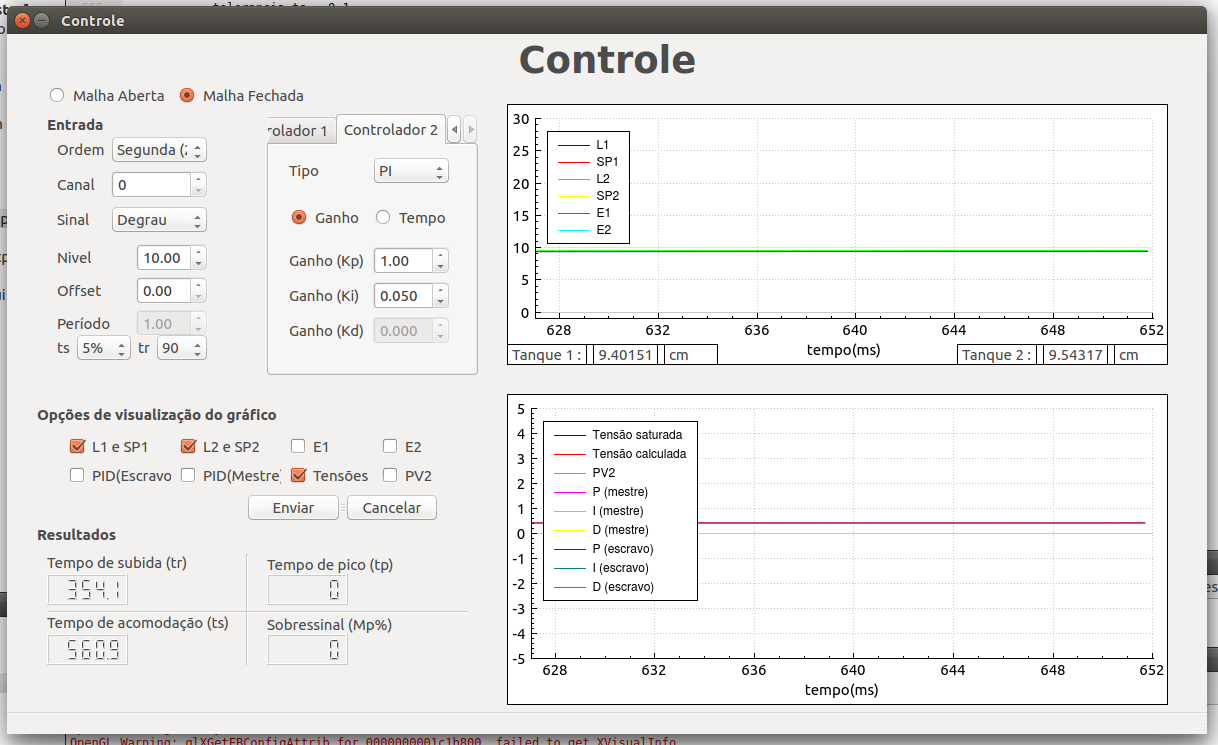 Controle
Controle
Malha Aberta Malha Fechada
Entrada
Ordem Segunda (2
Canal 0
Sinal Degrau
Nivel 10.00
Offset 0.00
Período 1.00
ts 5% tr 90
rolador 1 Controlador 2
Tipo PI
Ganho Tempo
Ganho (Kp) 1.00
Ganho (Ki) 0.050
Ganho (Kd) 0.000
Opções de visualização do gráfico
L1 e SP1 L2 e SP2 E1 E2
PID(Escravo PID(Mestre Tensões PV2
Enviar Cancelar
Resultados
Tempo de subida (tr) Tempo de pico (tp)
354.1 0
Tempo de acomodação (ts) Sobressinal (Mp%)
560.9 0
30
25
20
15
10
5
0
L1
SP1
L2
SP2
E1
E2
628 632 636 640 644 648 652
tempo(ms)
Tanque 1 : 9.40151 cm Tanque 2 : 9.54317 cm
5
4
3
2
1
0
-1
-2
-3
-4
-5
Tensão saturada
Tensão calculada
PV2
P (mestre)
I (mestre)
D (mestre)
P (escravo)
I (escravo)
D (escravo)
628 632 636 640 644 648 652
tempo(ms)
OpenGL Warning: glXGetFBConfigAttrib for 0000000001c1b800, failed to get XVisualInfo